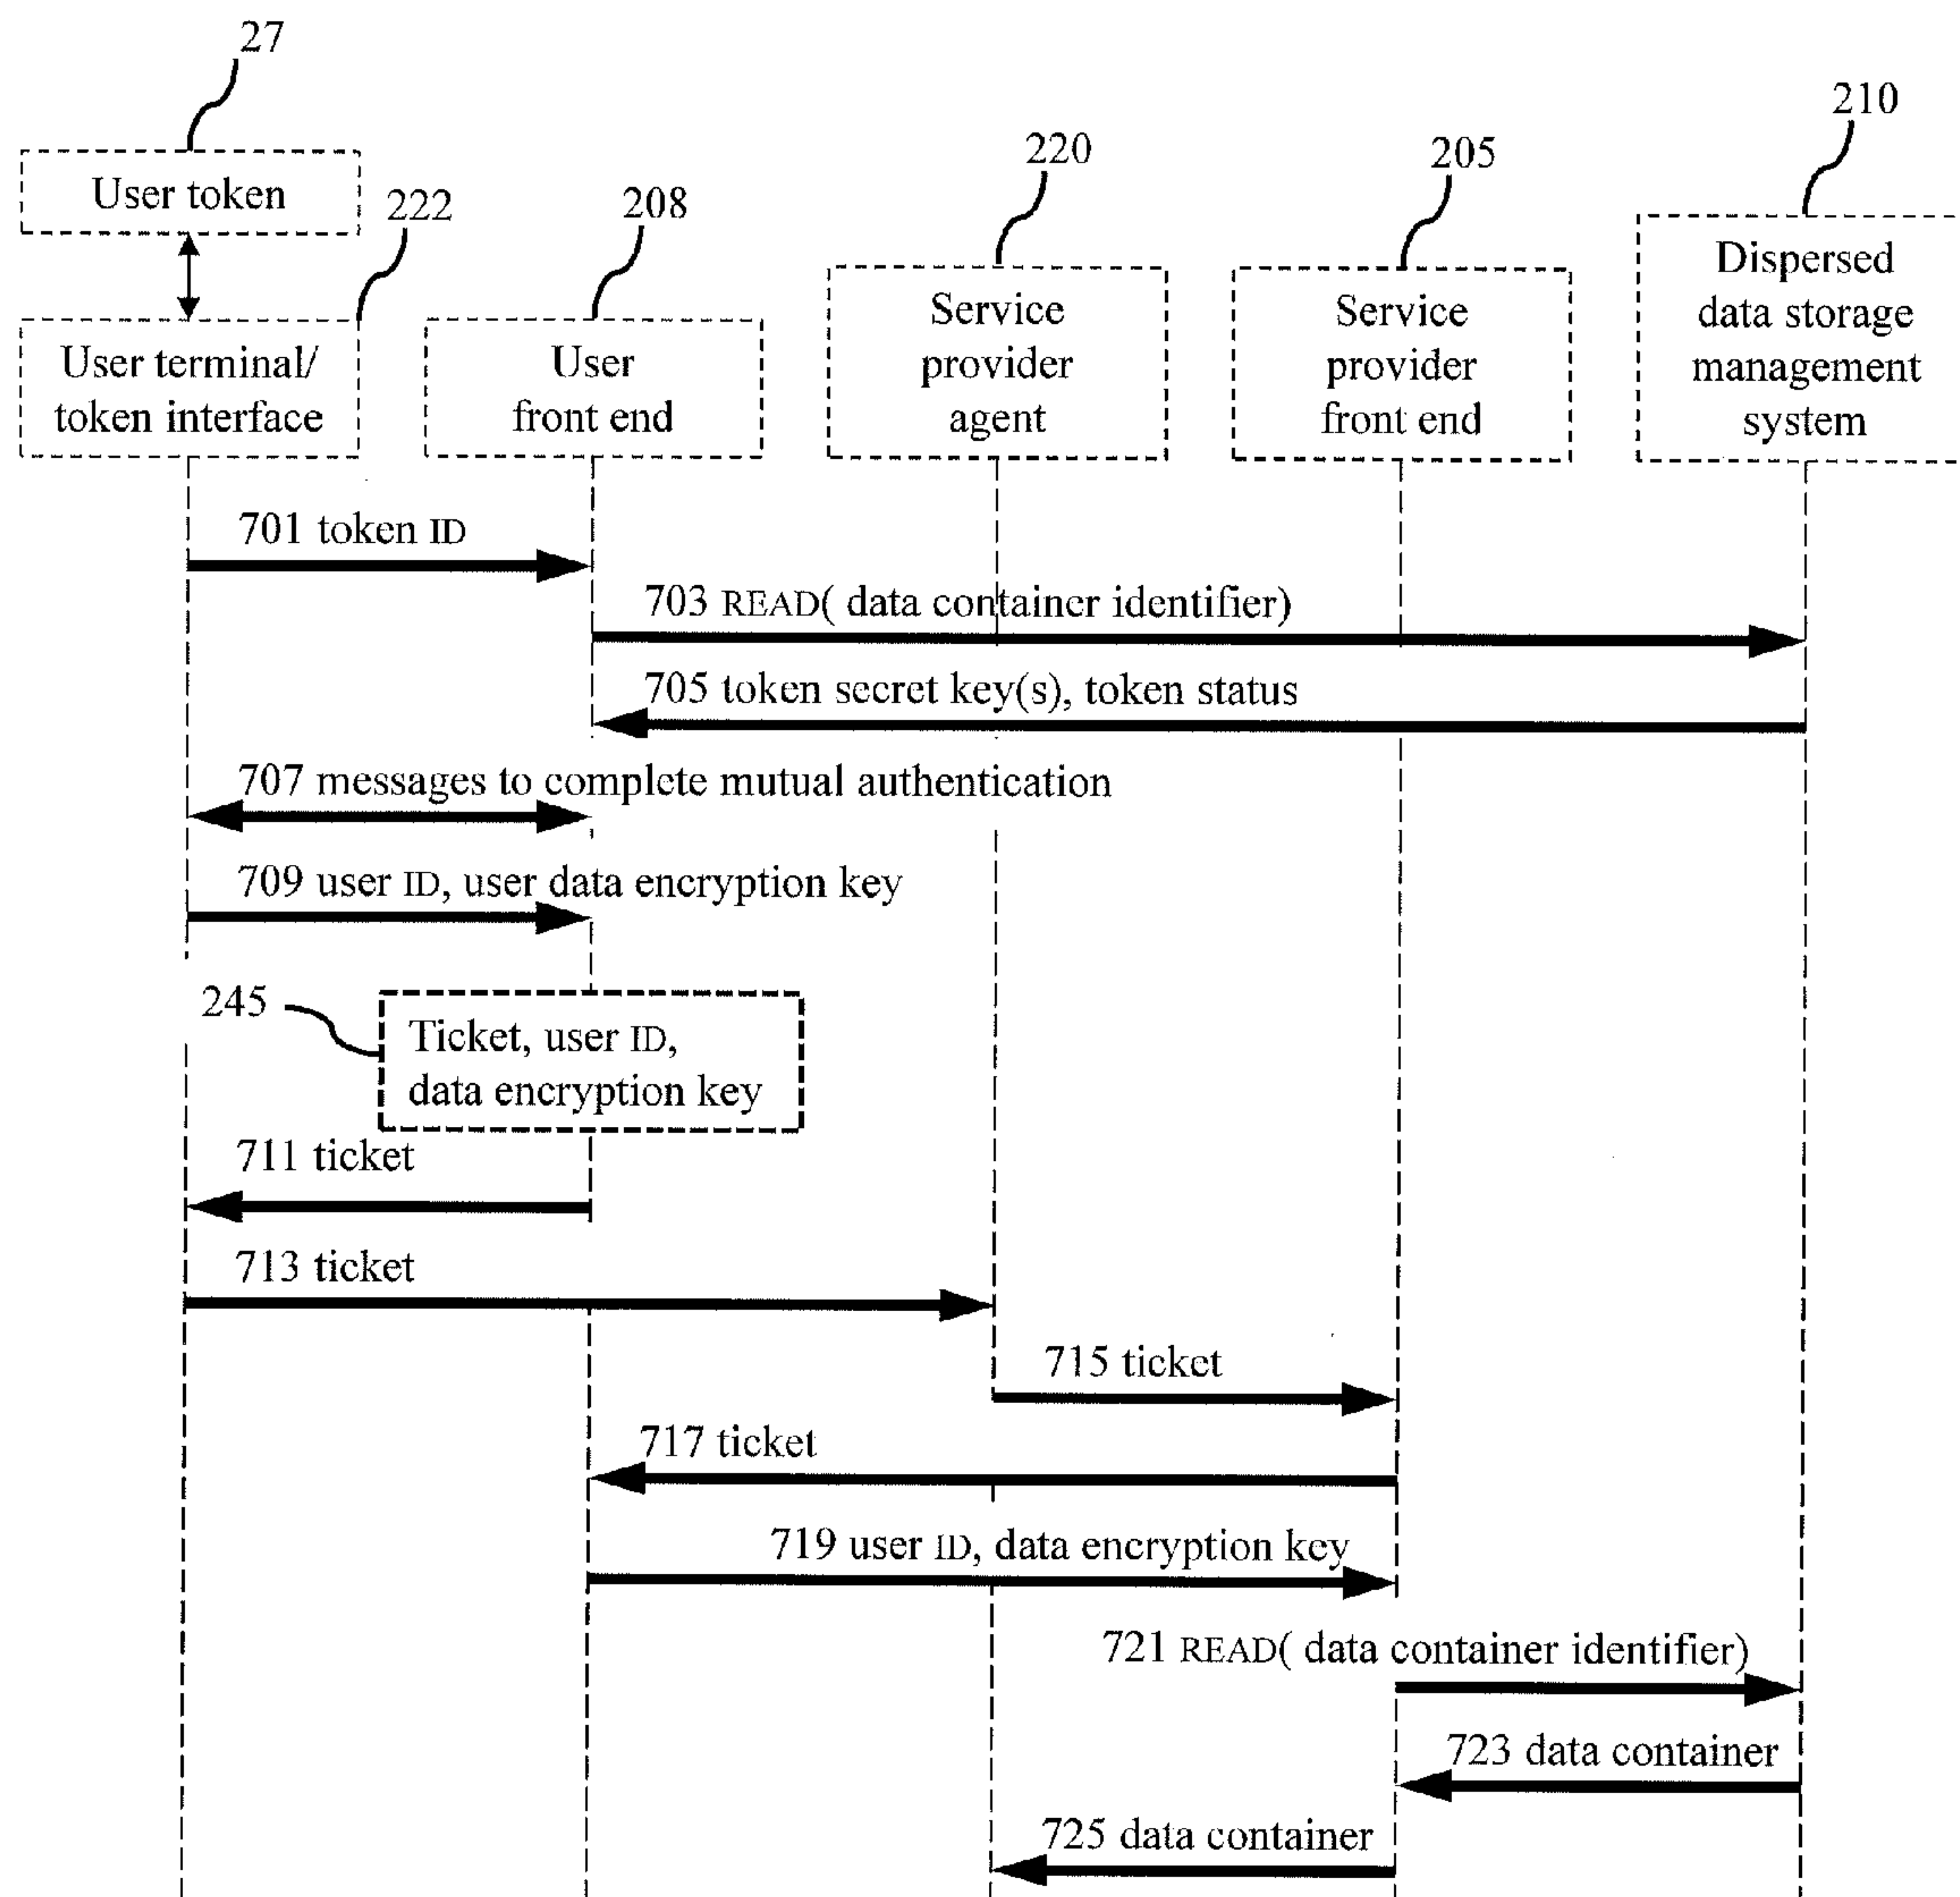 27
210
220
205
User token
222
208
Dispersed
data storage
management
system
Service
provider
agent
Service
provider
front end
User terminal/
token interface
User
front end
701 token ID
703 READ( data container identifier)
705 token secret key(s), token status
707 messages to complete mutual authentication
709 user ID, user data encryption key
245
Ticket, user ID,
data encryption key
711 ticket
713 ticket
715 ticket
717 ticket
719 user ID, data encryption key
721 READ( data container identifier)
723 data container
725 data container